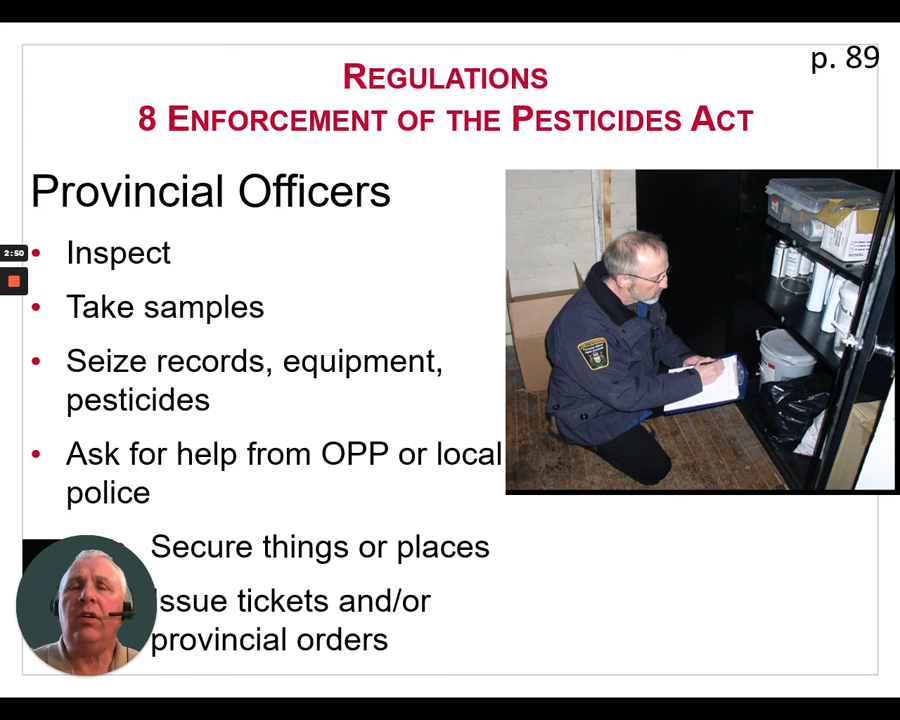 p. 89
REGULATIONS
8 ENFORCEMENT OF THE PESTICIDES ACT
Provincial Officers
• Inspect
• Take samples
• Seize records, equipment,
pesticides
• Ask for help from OPP or local
police
Secure things or places
Issue tickets and/or
provincial orders
2:50